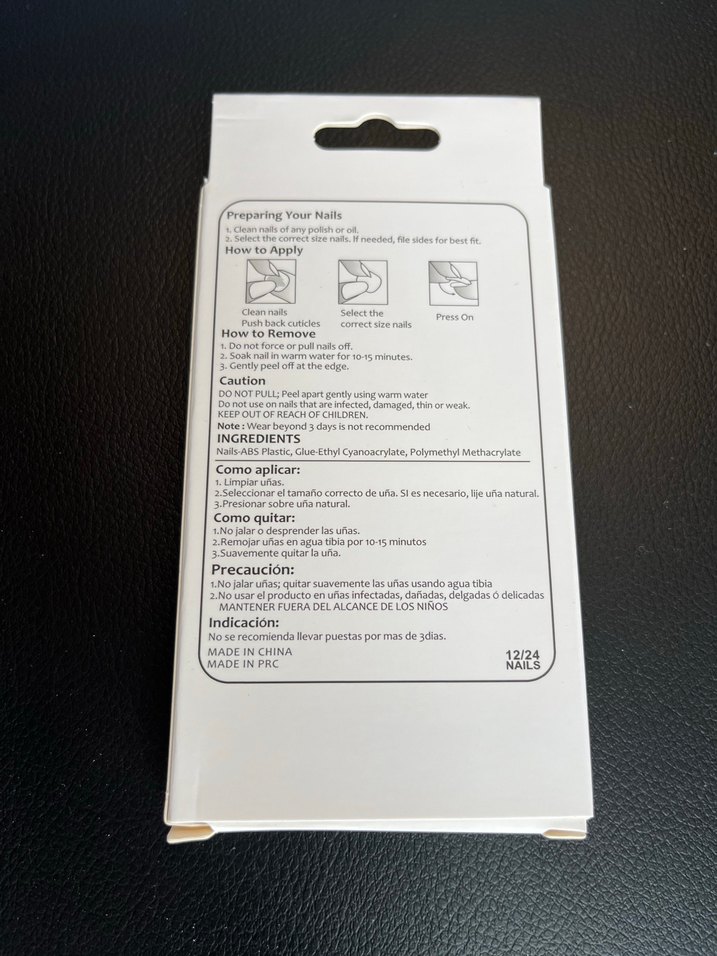 Preparing Your Nails
1. Clean nails of any polish or oil.
2. Select the correct size nails. If needed, file sides for best fit.
How to Apply
Clean nails
Push back cuticles
Select the
correct size nails
Press On
How to Remove
1. Do not force or pull nails off.
2. Soak nail in warm water for 10-15 minutes.
3. Gently peel off at the edge.
Caution
DO NOT PULL; Peel apart gently using warm water
Do not use on nails that are infected, damaged, thin or weak.
KEEP OUT OF REACH OF CHILDREN.
Note : Wear beyond 3 days is not recommended
INGREDIENTS
Nails-ABS Plastic, Glue-Ethyl Cyanoacrylate, Polymethyl Methacrylate
Como aplicar:
1. Limpiar uñas.
2.Seleccionar el tamaño correcto de uña. SI es necesario, lije uña natural.
3.Presionar sobre uña natural.
Como quitar:
1.No jalar o desprender las uñas.
2.Remojar uñas en agua tibia por 10-15 minutos
3.Suavemente quitar la uña.
Precaución:
1.No jalar uñas; quitar suavemente las uñas usando agua tibia
2.No usar el producto en uñas infectadas, dañadas, delgadas ó delicadas
MANTENER FUERA DEL ALCANCE DE LOS NIÑOS
Indicación:
No se recomienda llevar puestas por mas de 3dias.
MADE IN CHINA
MADE IN PRC
12/24
NAILS